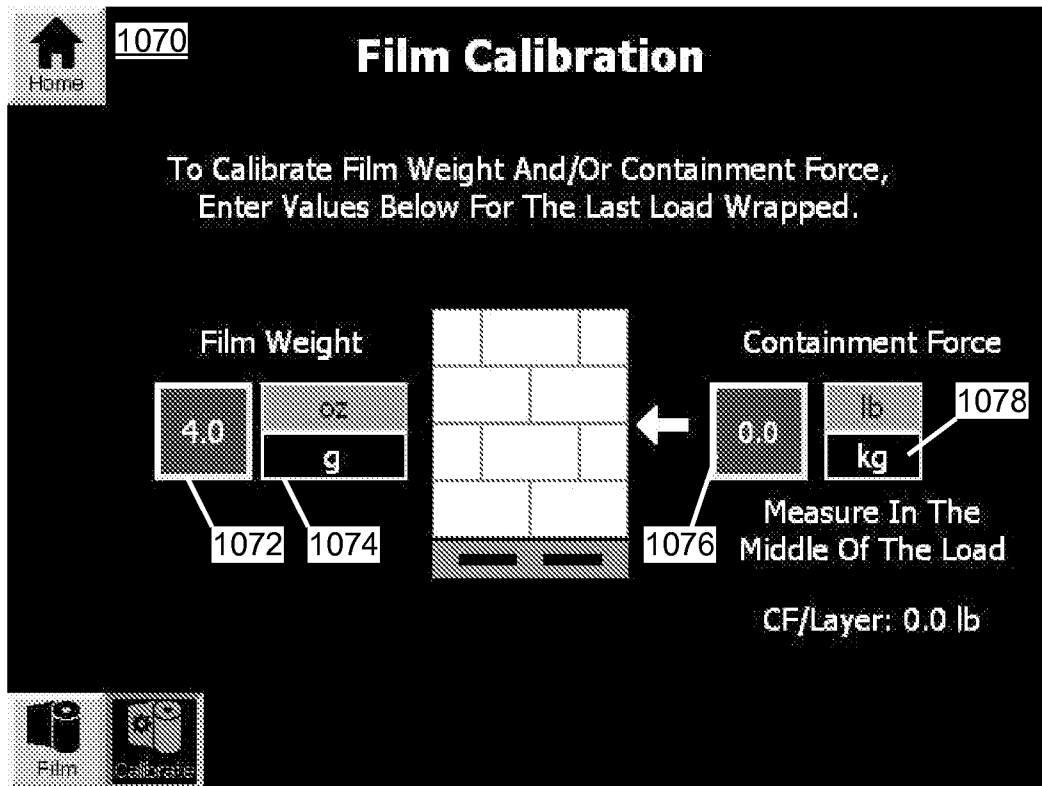 1070
Film Calibration
Home
To Calibrate Film Weight And/Or Containment Force,
Enter Values Below For The Last Load Wrapped.
Film Weight
Containment Force
4.0
oz
g
0.0
lb
kg
1078
1072
1074
1076
Measure In The
Middle Of The Load
CF/Layer: 0.0 lb
Film
Calibrate